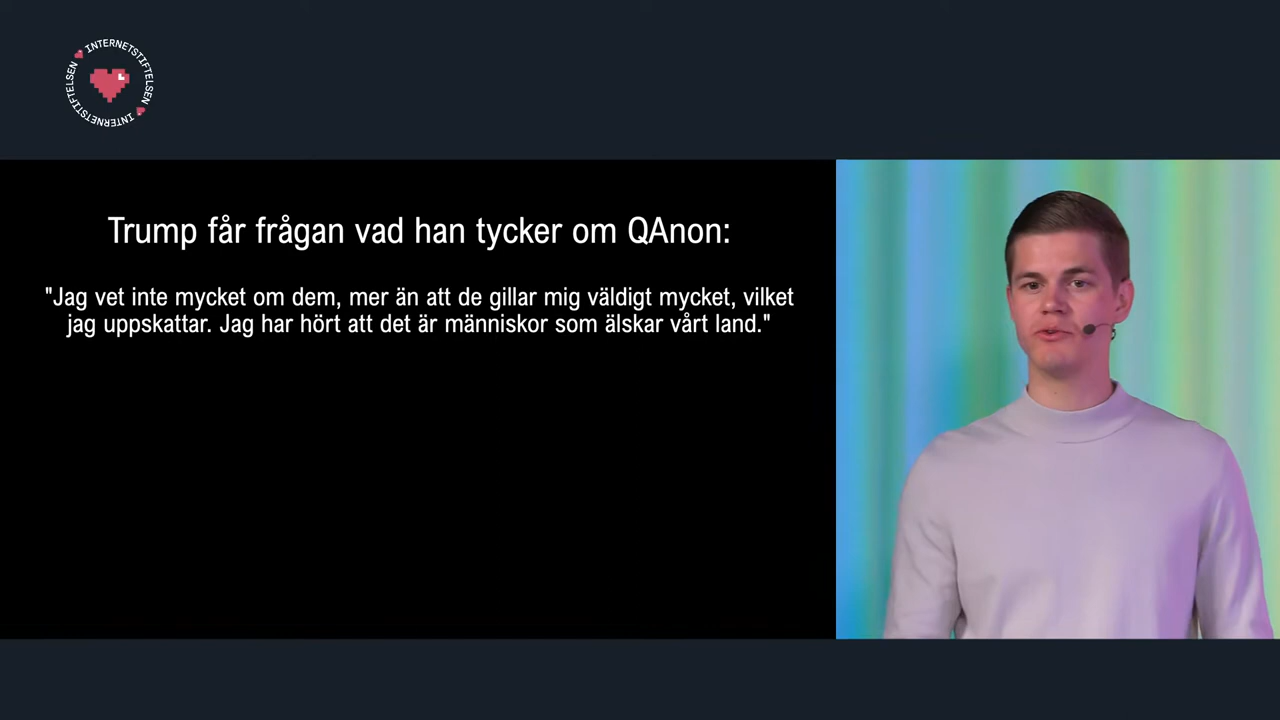 INTERNETSTIFTELSEN
INTERNETSTIFTELSEN
Trump får frågan vad han tycker om QAnon:
"Jag vet inte mycket om dem, mer än att de gillar mig väldigt mycket, vilket
jag uppskattar. Jag har hört att det är människor som älskar vårt land."